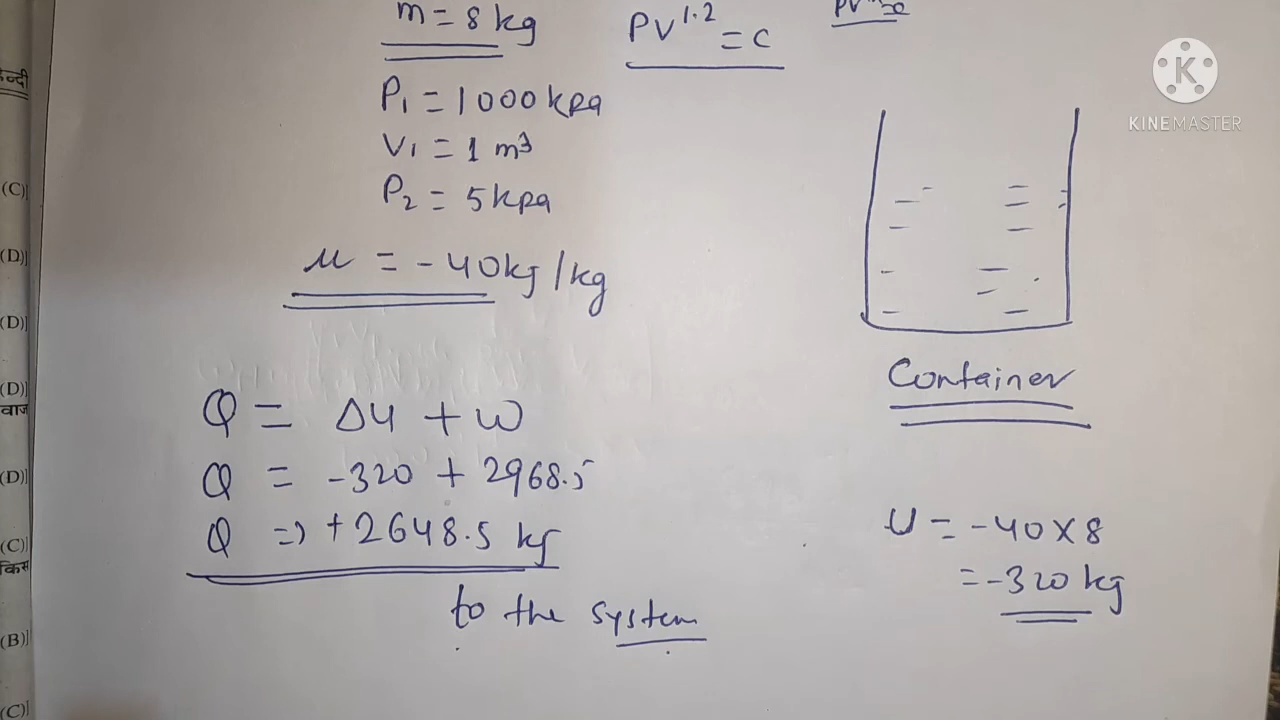 m = 8 kg
PV^1.2 = C
P1 = 1000 kpa
V1 = 1 m³
P2 = 5 kpa
u = -40 kJ/kg
Q = ΔU + W
Q = -320 + 2968.5
Q => +2648.5 kJ
to the system
Container
U = -40 × 8
= -320 kJ
KINEMASTER
K
(C)]
(D)]
(D)]
(D)]
वाज
(D)]
(C)]
किस
(B)]
(C)]